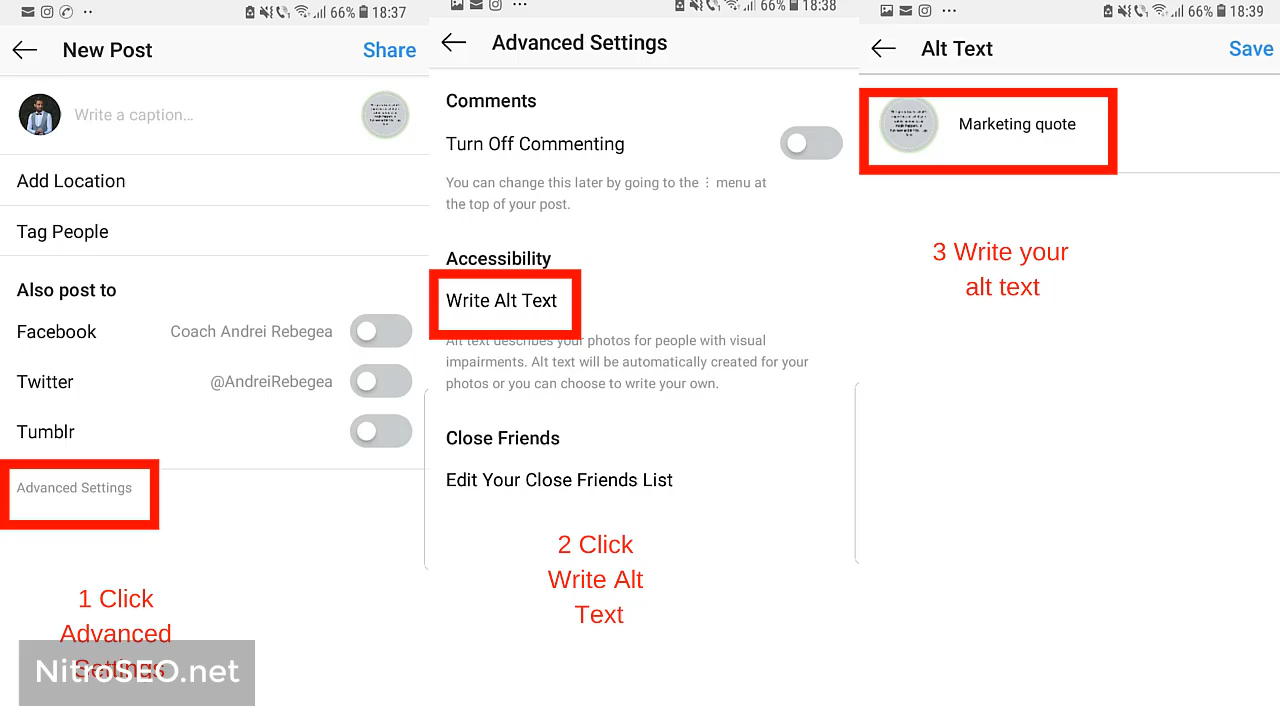 66% 18:37
New Post
Share
Write a caption...
Add Location
Tag People
Also post to
Facebook
Coach Andrei Rebegea
Twitter
@AndreiRebegea
Tumblr
Advanced Settings
1 Click
Advanced
Settings
NitroSEO.net
66% 18:38
Advanced Settings
Comments
Turn Off Commenting
You can change this later by going to the ⋮ menu at
the top of your post.
Accessibility
Write Alt Text
Alt text describes your photos for people with visual
impairments. Alt text will be automatically created for your
photos or you can choose to write your own.
Close Friends
Edit Your Close Friends List
2 Click
Write Alt
Text
66% 18:39
Alt Text
Save
Marketing quote
3 Write your
alt text